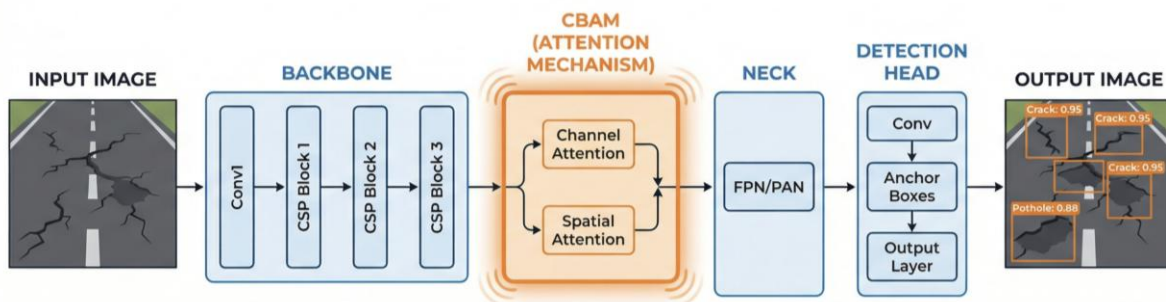 INPUT IMAGE
BACKBONE
Conv1
CSP Block 1
CSP Block 2
CSP Block 3
CBAM
(ATTENTION
MECHANISM)
Channel
Attention
Spatial
Attention
NECK
FPN/PAN
DETECTION
HEAD
Conv
Anchor
Boxes
Output
Layer
OUTPUT IMAGE
Crack: 0.95
Crack: 0.95
Crack: 0.95
Pothole: 0.88